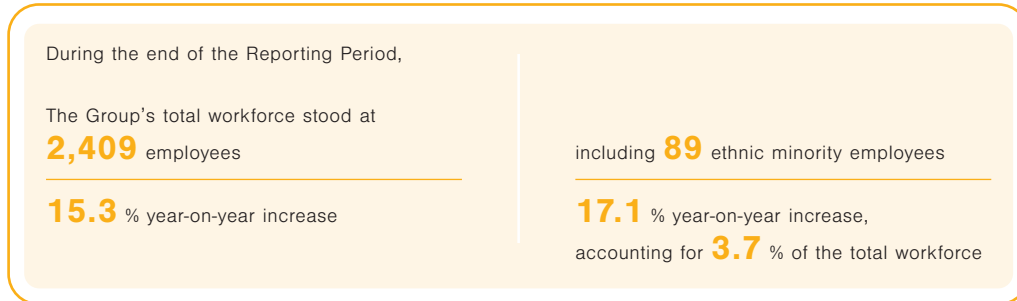 During the end of the Reporting Period,
The Group's total workforce stood at
2,409 employees
15.3 % year-on-year increase
including 89 ethnic minority employees
17.1 % year-on-year increase,
accounting for 3.7 % of the total workforce